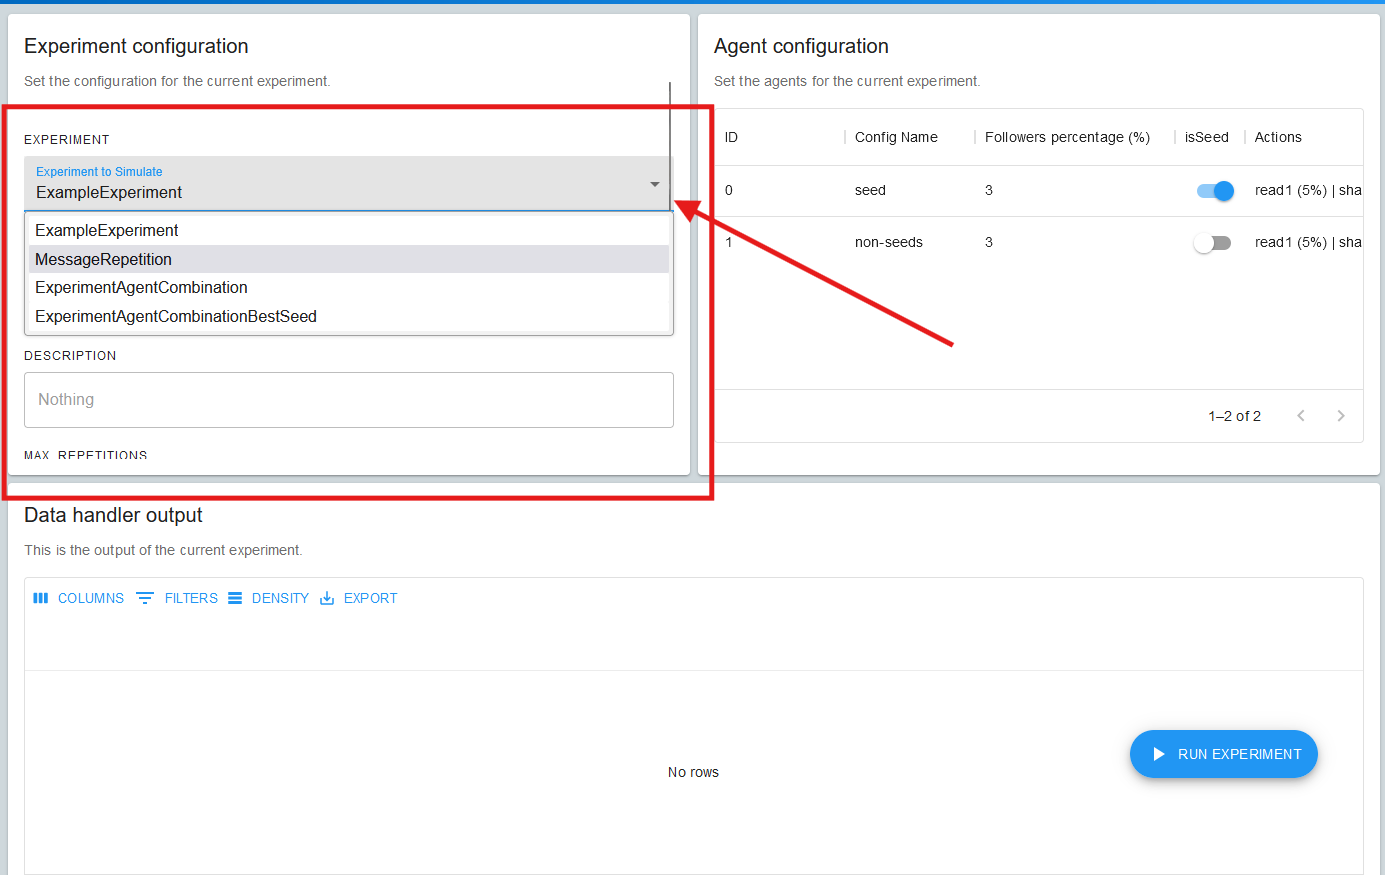 Experiment configuration
Set the configuration for the current experiment.
EXPERIMENT
Experiment to Simulate
ExampleExperiment
ExampleExperiment
MessageRepetition
ExperimentAgentCombination
ExperimentAgentCombinationBestSeed
DESCRIPTION
Nothing
MAX REPETITIONS
Agent configuration
Set the agents for the current experiment.
ID Config Name Followers percentage (%) isSeed Actions
0 seed 3 read1 (5%) | sha
1 non-seeds 3 read1 (5%) | sha
1–2 of 2
Data handler output
This is the output of the current experiment.
COLUMNS FILTERS DENSITY EXPORT
No rows
RUN EXPERIMENT